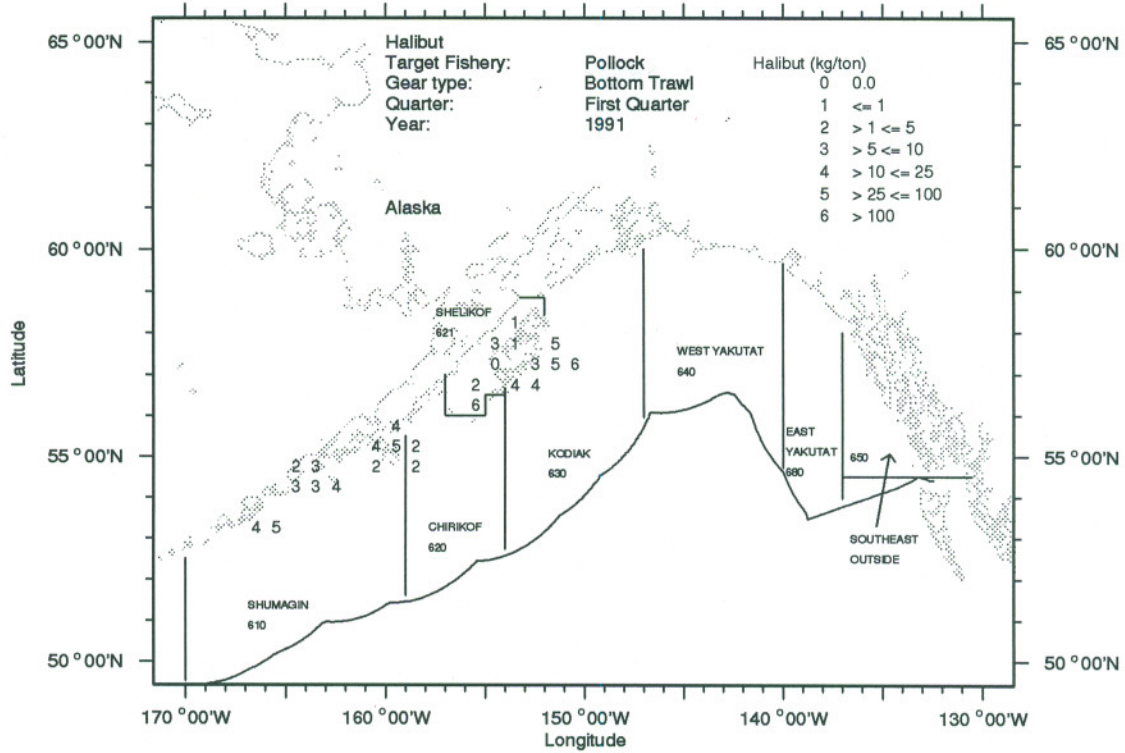 65 °00'N
65 °00'N
Halibut
Target Fishery: Pollock
Gear type: Bottom Trawl
Quarter: First Quarter
Year: 1991
Halibut (kg/ton)
0 0.0
1 <= 1
2 > 1 <= 5
3 > 5 <= 10
4 > 10 <= 25
5 > 25 <= 100
6 > 100
Alaska
60 °00'N
60 °00'N
SHELIKOF
621
1
3 1 5
0 3 5 6
2 4 4
6
WEST YAKUTAT
640
Latitude
4
4 5 2
2 3 2 2
3 3 4
4 5
55 °00'N
55 °00'N
KODIAK
630
EAST
YAKUTAT
680
650
CHIRIKOF
620
SOUTHEAST
OUTSIDE
SHUMAGIN
610
50 °00'N
50 °00'N
170 °00'W 160 °00'W 150 °00'W 140 °00'W 130 °00'W
Longitude